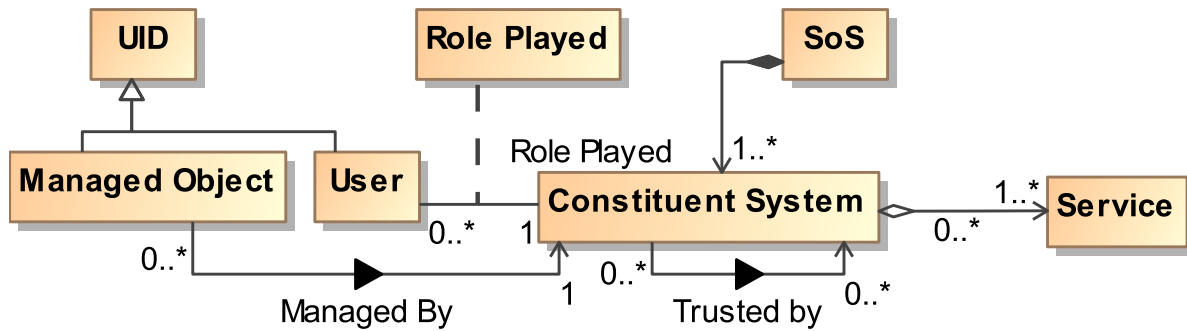 UID
Role Played
SoS
Role Played
1..*
Managed Object
User
Constituent System
1..*
Service
0..*
1
0..*
0..*
0..*
1
0..*
Managed By
Trusted by